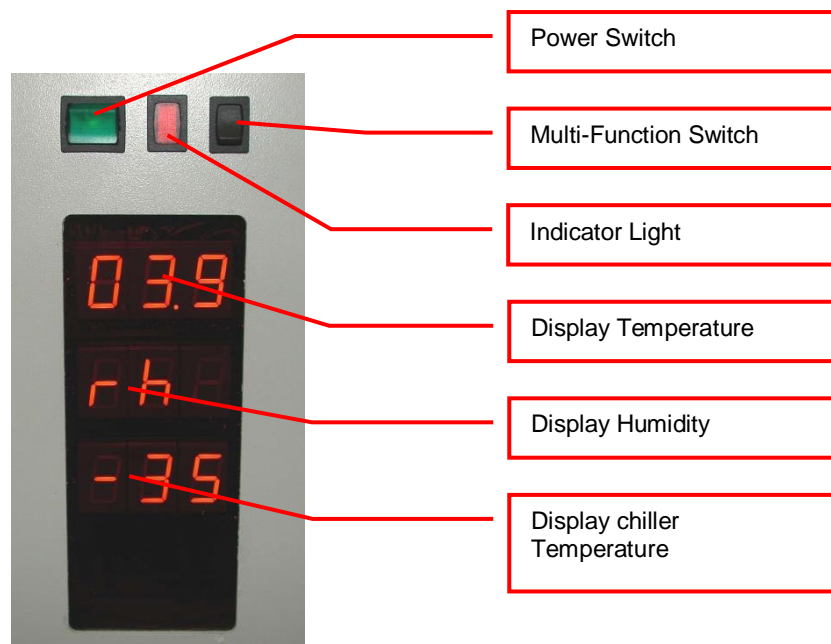 Power Switch
Multi-Function Switch
Indicator Light
03.9
Display Temperature
rh
Display Humidity
-35
Display chiller
Temperature